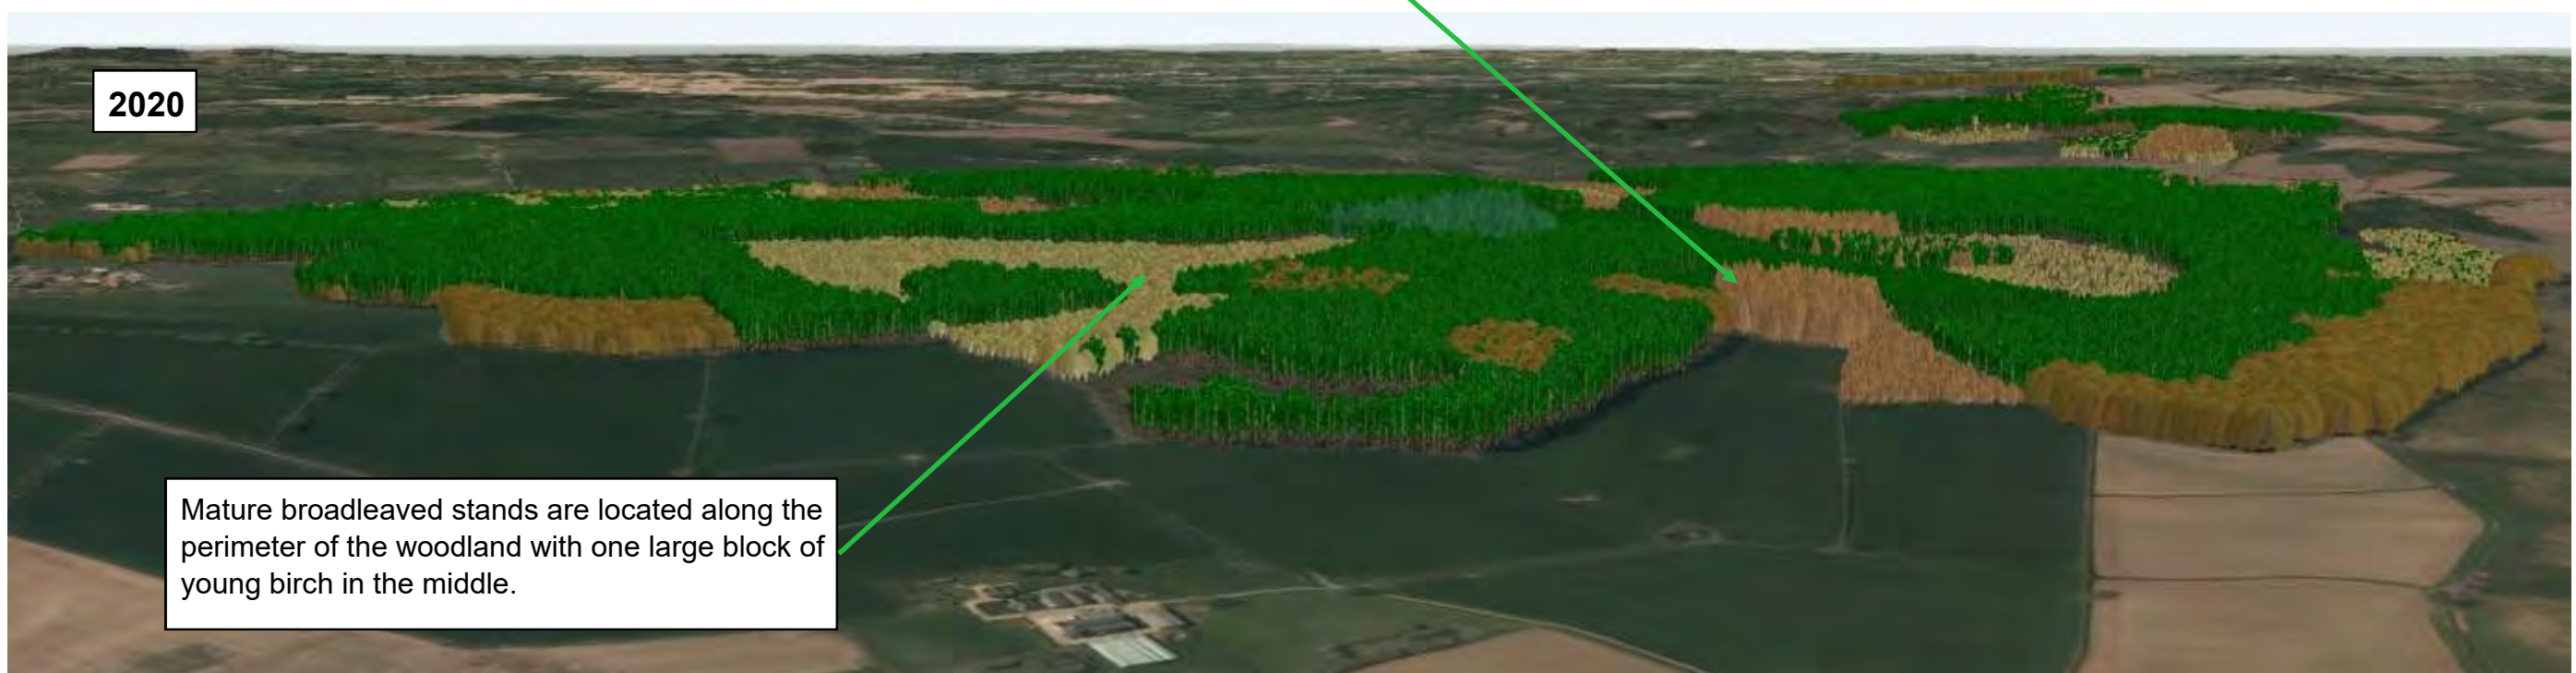 2020
Mature broadleaved stands are located along the
perimeter of the woodland with one large block of
young birch in the middle.